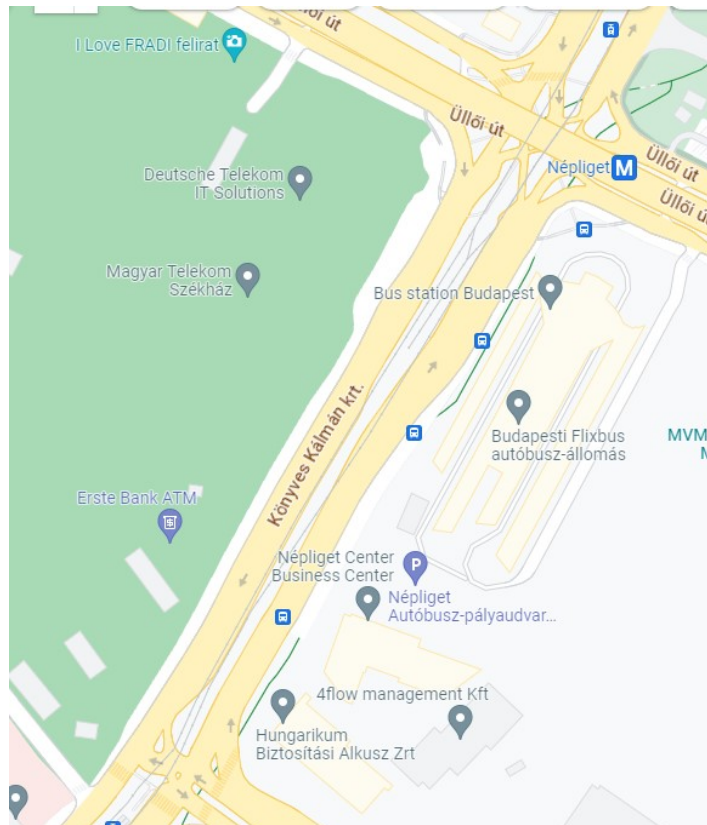 I Love FRADI felirat
Üllői út
Deutsche Telekom
IT Solutions
Népliget M
Üllői út
Üllői út
Magyar Telekom
Székház
Bus station Budapest
Könyves Kálmán krt.
Budapesti Flixbus
autóbusz-állomás
MVM
M
Erste Bank ATM
$
Népliget Center
Business Center
P
Népliget
Autóbusz-pályaudvar...
4flow management Kft
Hungarikum
Biztosítási Alkusz Zrt